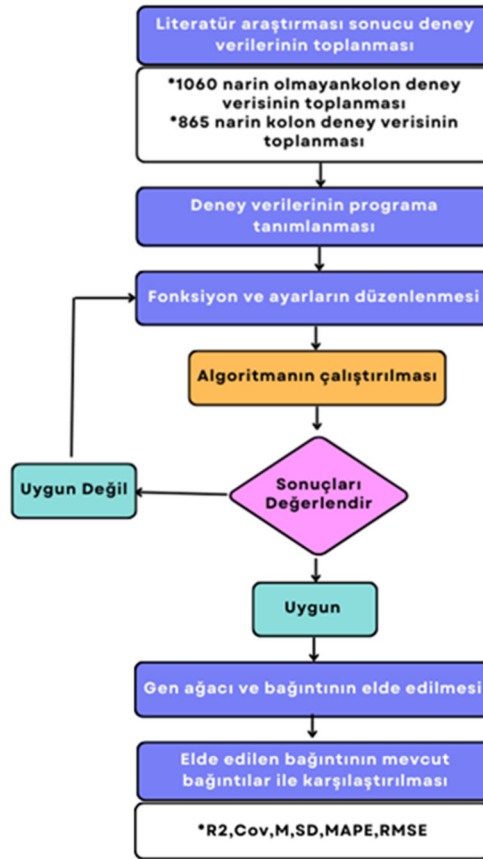 Literatür araştırması sonucu deney
verilerinin toplanması
*1060 narin olmayankolon deney
verisinin toplanması
*865 narin kolon deney verisinin
toplanması
Deney verilerinin programa
tanımlanması
Fonksiyon ve ayarların düzenlenmesi
Algoritmanın çalıştırılması
Sonuçları
Değerlendir
Uygun Değil
Uygun
Gen ağacı ve bağıntının elde edilmesi
Elde edilen bağıntının mevcut
bağıntılar ile karşılaştırılması
*R2,Cov,M,SD,MAPE,RMSE